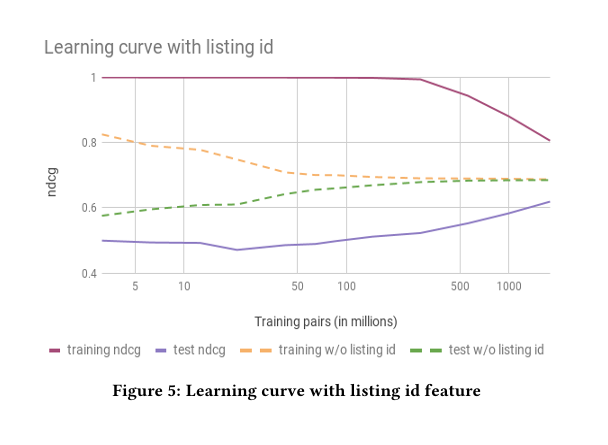 Learning curve with listing id
1
0.8
0.6
0.4
ndcg
5 10 50 100 500 1000
Training pairs (in millions)
training ndcg test ndcg training w/o listing id test w/o listing id
Figure 5: Learning curve with listing id feature